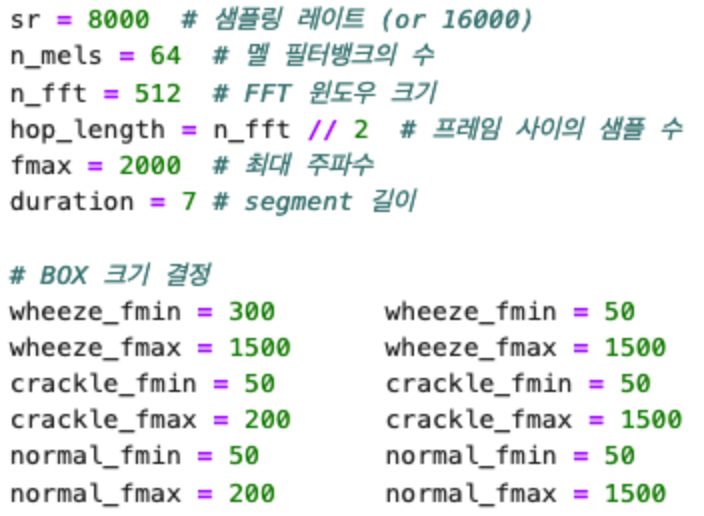 sr = 8000  # 샘플링 레이트 (or 16000)
n_mels = 64  # 멜 필터뱅크의 수
n_fft = 512  # FFT 윈도우 크기
hop_length = n_fft // 2  # 프레임 사이의 샘플 수
fmax = 2000  # 최대 주파수
duration = 7 # segment 길이
# BOX 크기 결정
wheeze_fmin = 300
wheeze_fmax = 1500
crackle_fmin = 50
crackle_fmax = 200
normal_fmin = 50
normal_fmax = 200
wheeze_fmin = 50
wheeze_fmax = 1500
crackle_fmin = 50
crackle_fmax = 1500
normal_fmin = 50
normal_fmax = 1500